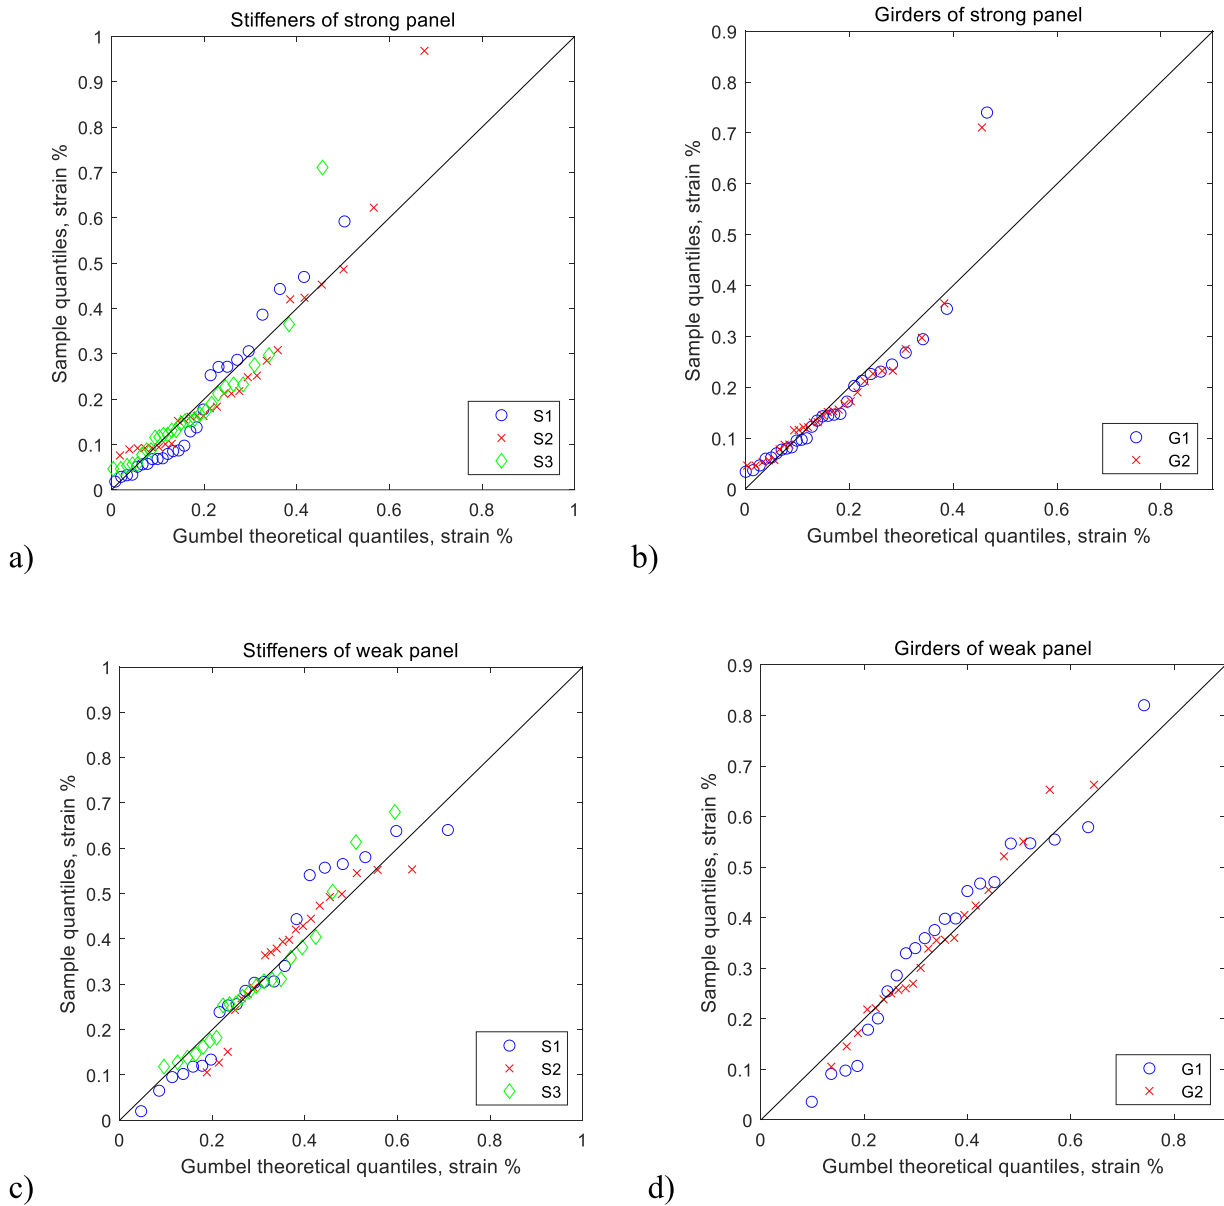 Stiffeners of strong panel
1
0.9
0.8
0.7
0.6
0.5
0.4
0.3
0.2
0.1
0
Sample quantiles, strain %
S1
S2
S3
0 0.2 0.4 0.6 0.8 1
Gumbel theoretical quantiles, strain %
a)
Girders of strong panel
0.9
0.8
0.7
0.6
0.5
0.4
0.3
0.2
0.1
0
Sample quantiles, strain %
G1
G2
0 0.2 0.4 0.6 0.8
Gumbel theoretical quantiles, strain %
b)
Stiffeners of weak panel
1
0.9
0.8
0.7
0.6
0.5
0.4
0.3
0.2
0.1
0
Sample quantiles, strain %
S1
S2
S3
0 0.2 0.4 0.6 0.8 1
Gumbel theoretical quantiles, strain %
c)
Girders of weak panel
0.9
0.8
0.7
0.6
0.5
0.4
0.3
0.2
0.1
0
Sample quantiles, strain %
G1
G2
0 0.2 0.4 0.6 0.8
Gumbel theoretical quantiles, strain %
d)